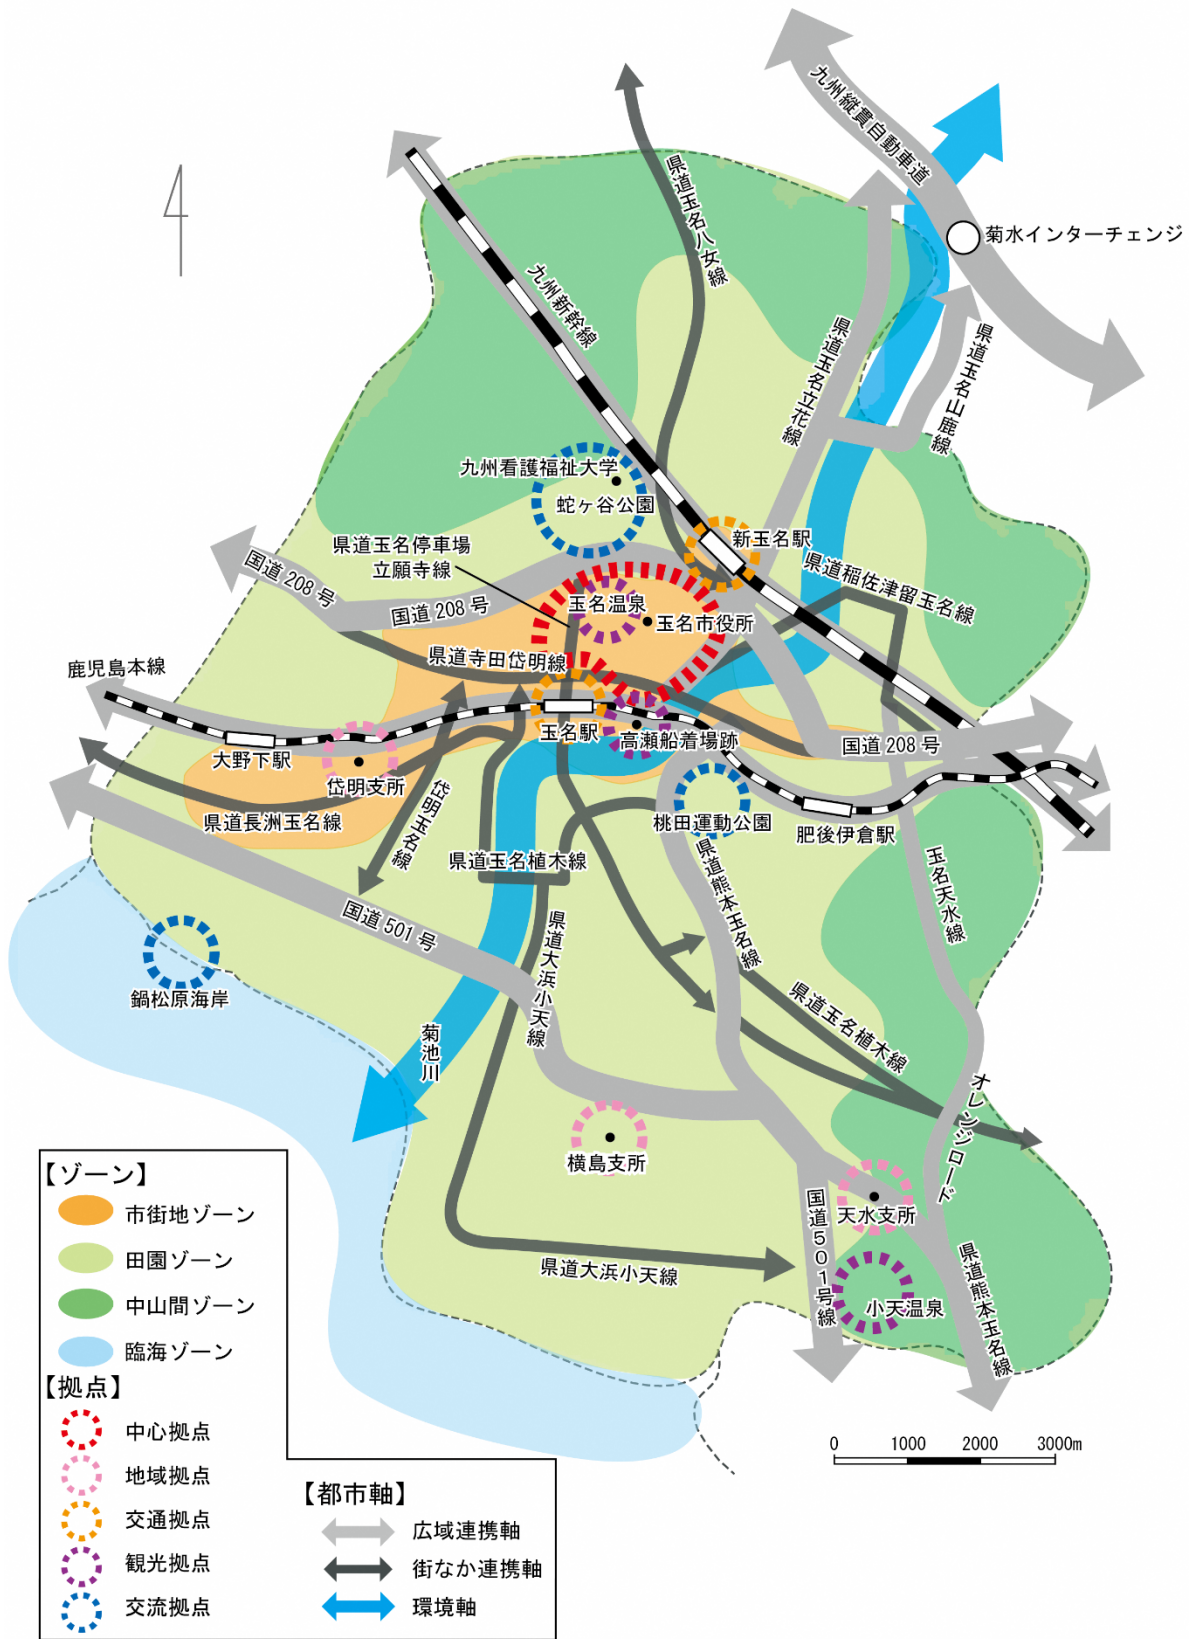 九州縦貫自動車道
菊水インターチェンジ
県道玉名八女線
九州新幹線
県道玉名立花線
県道玉名山鹿線
九州看護福祉大学
蛇ヶ谷公園
新玉名駅
県道玉名停車場
立願寺線
県道稲佐津留玉名線
国道208号
国道208号
玉名温泉
玉名市役所
県道寺田岱明線
鹿児島本線
大野下駅
岱明支所
玉名駅
高瀬船着場跡
国道208号
県道長洲玉名線
岱明玉名線
桃田運動公園
肥後伊倉駅
県道玉名植木線
県道熊本玉名線
玉名天水線
国道501号
県道大浜小天線
鍋松原海岸
菊池川
県道玉名植木線
オレンジロード
横島支所
天水支所
国道501号線
県道大浜小天線
小天温泉
県道熊本玉名線
0 1000 2000 3000m
【ゾーン】
市街地ゾーン
田園ゾーン
中山間ゾーン
臨海ゾーン
【拠点】
中心拠点
地域拠点
交通拠点
観光拠点
交流拠点
【都市軸】
広域連携軸
街なか連携軸
環境軸